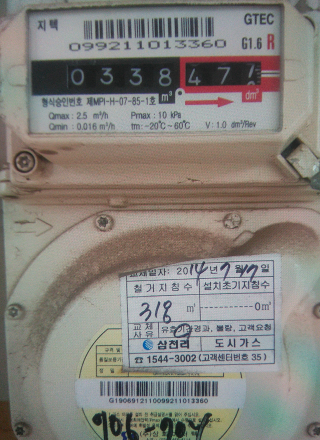 지텍
GTEC
099211013360
G1.6 R
0338 477
형식승인번호 제MPI-H-07-85-1호
m³
dm³
Qmax : 2.5 m³/h Pmax : 10 kPa
Qmin : 0.016 m³/h tm : -20℃~60℃ V : 1.0 dm³/Rev
교체일자: 2014년 7월 17일
철거지침수 설치초기지침수
318 m³ 0m³
교체
사유 유효기간경과, 불량, 고객요청
삼천리 도시가스
☎ 1544-3002 (고객센터번호 35)
G1906912110099211013360